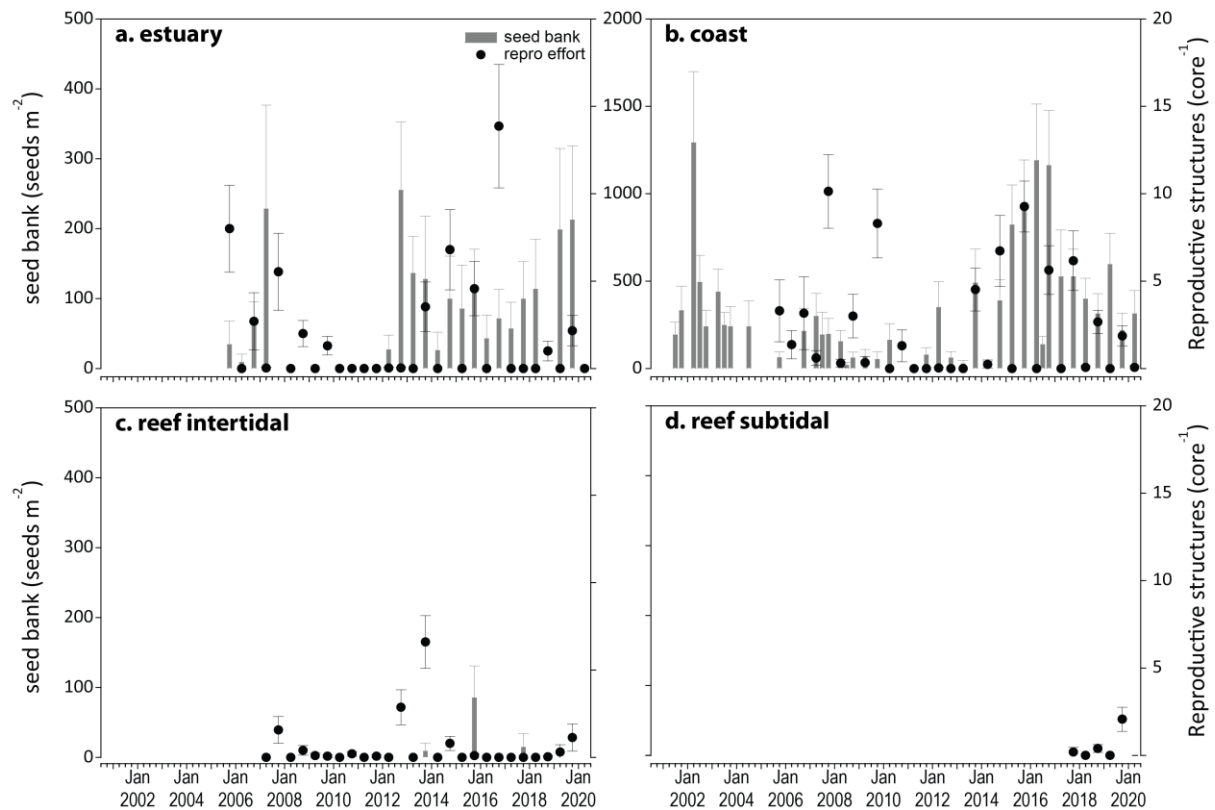 500
400
300
200
100
0
seed bank (seeds m⁻²)
a. estuary
seed bank
repro effort
2000
1500
1000
500
0
b. coast
20
15
10
5
0
Reproductive structures (core⁻¹)
500
400
300
200
100
0
seed bank (seeds m⁻²)
c. reef intertidal
Jan Jan Jan Jan Jan Jan Jan Jan Jan Jan
2002 2004 2006 2008 2010 2012 2014 2016 2018 2020
d. reef subtidal
20
15
10
5
0
Reproductive structures (core⁻¹)
Jan Jan Jan Jan Jan Jan Jan Jan Jan Jan
2002 2004 2006 2008 2010 2012 2014 2016 2018 2020